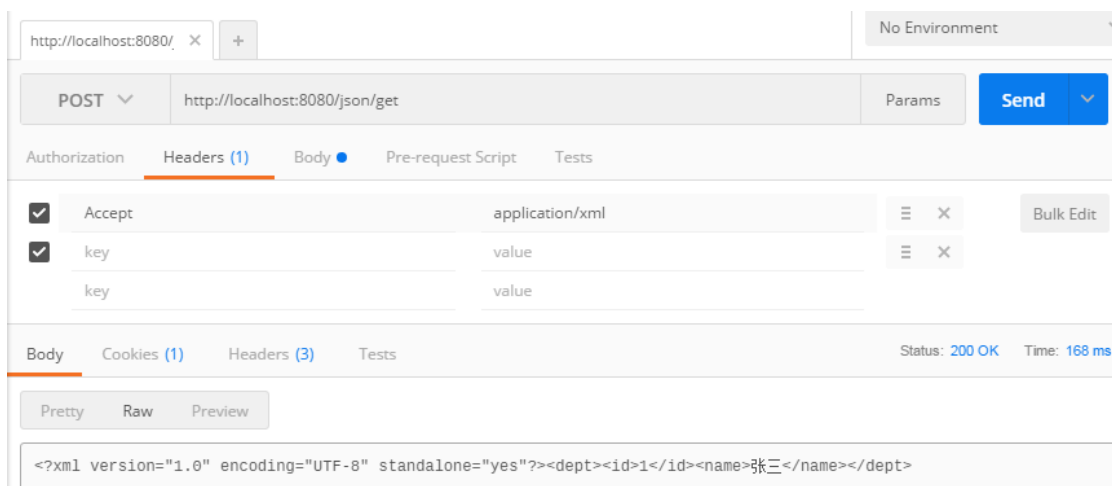 http://localhost:8080/ × +
No Environment
POST http://localhost:8080/json/get Params Send
Authorization Headers (1) Body Pre-request Script Tests
Accept application/xml Bulk Edit
key value
key value
Body Cookies (1) Headers (3) Tests Status: 200 OK Time: 168 ms
Pretty Raw Preview
<?xml version="1.0" encoding="UTF-8" standalone="yes"?><dept><id>1</id><name>张三</name></dept>